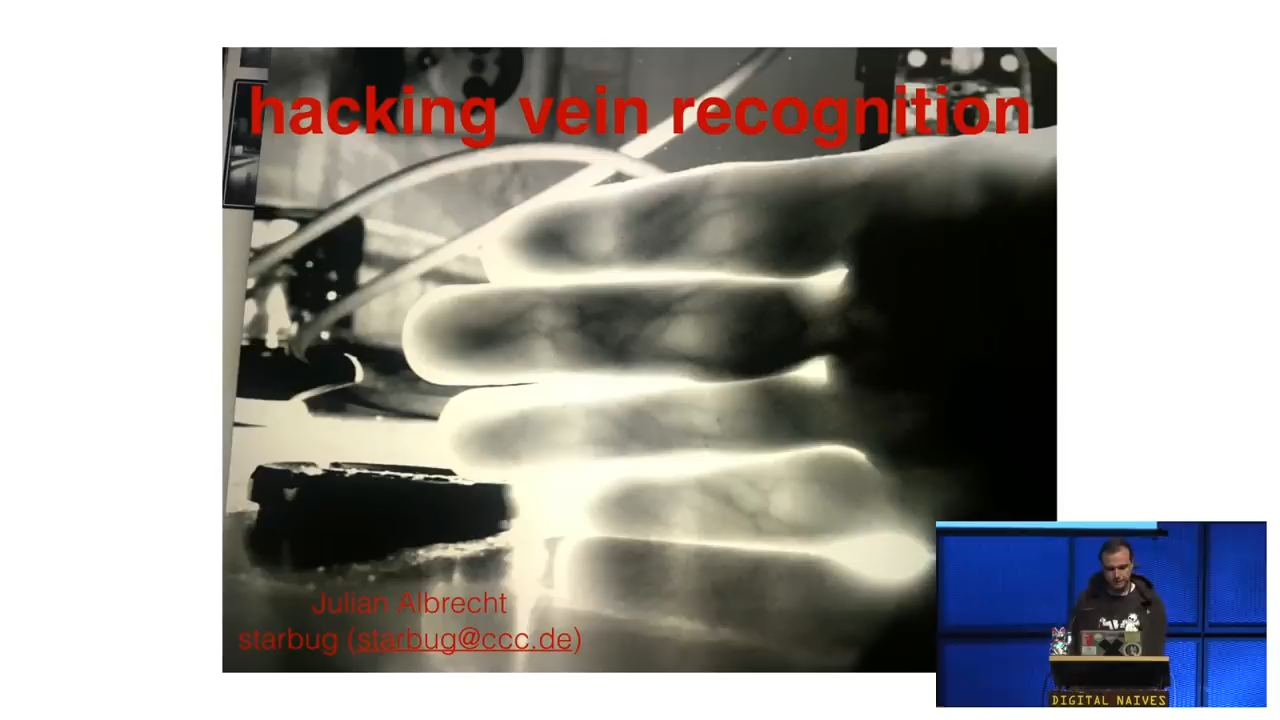 hacking vein recognition
Julian Albrecht
starbug (starbug@ccc.de)
DIGITAL NAIVES